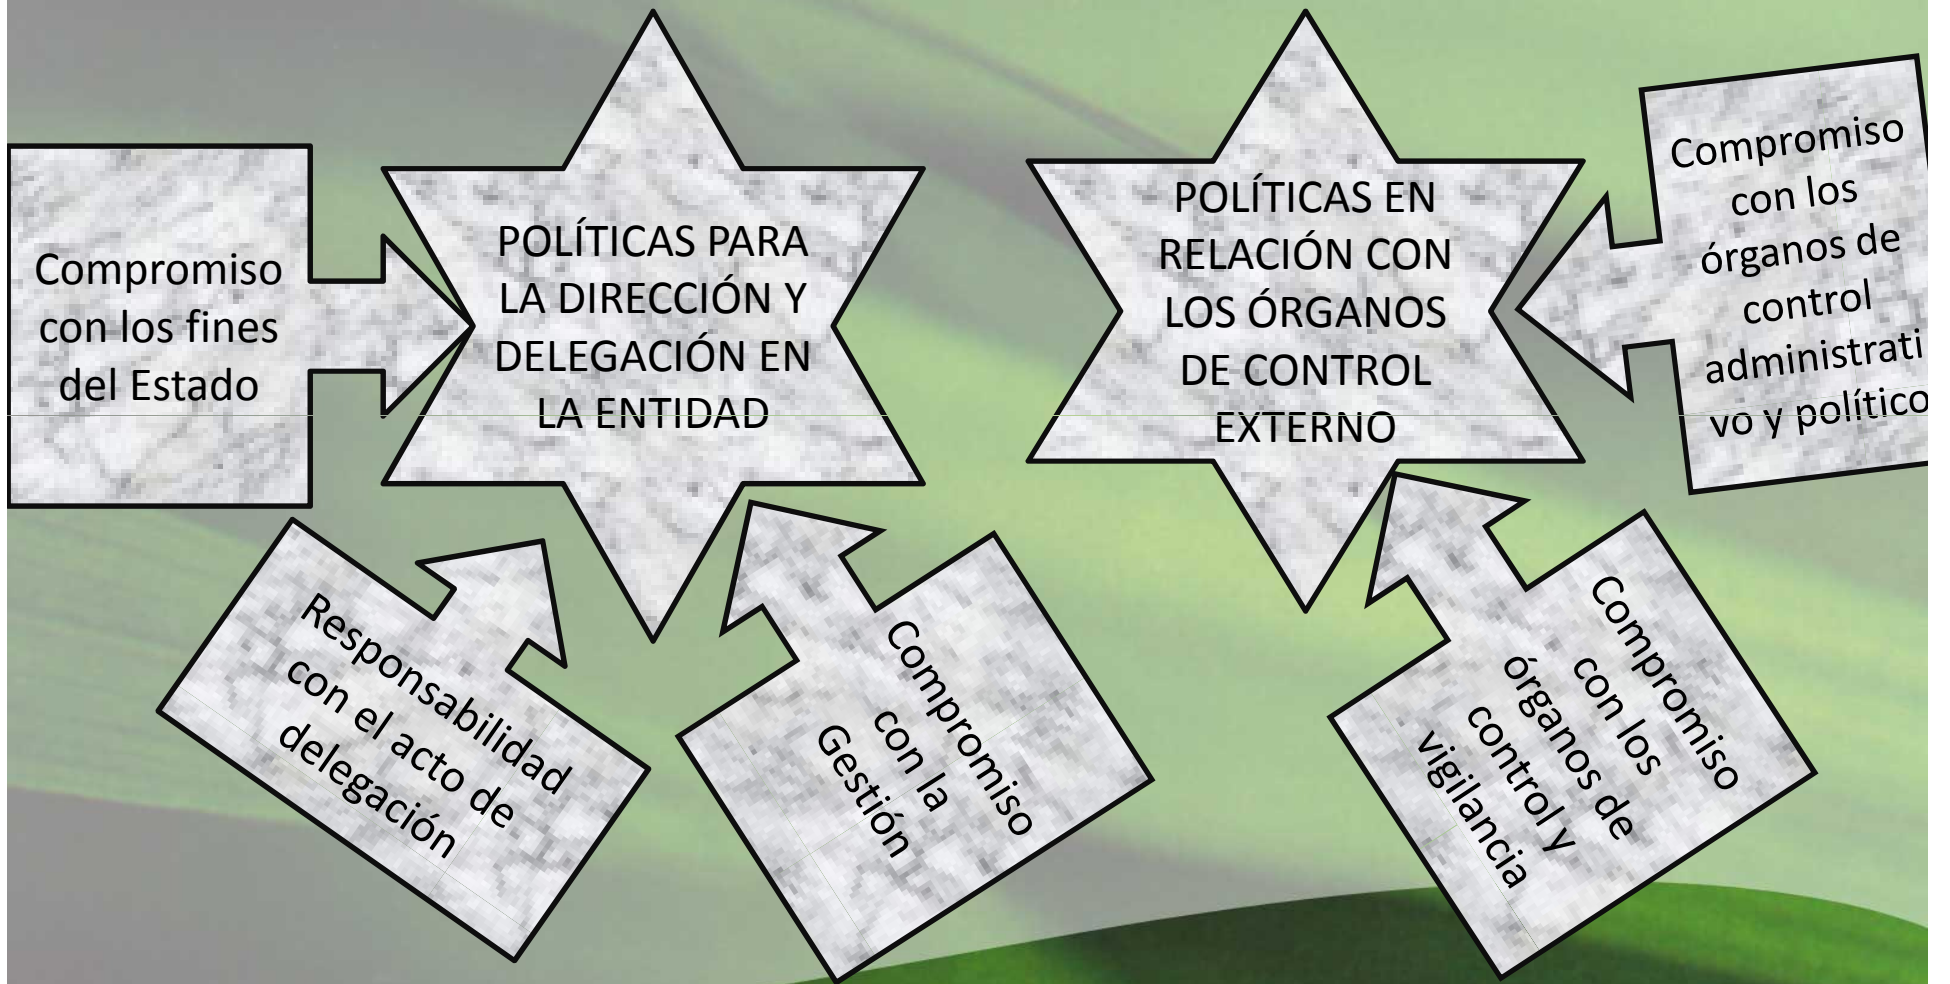 Compromiso
con los fines
del Estado
POLÍTICAS PARA
LA DIRECCIÓN Y
DELEGACIÓN EN
LA ENTIDAD
Responsabilidad
con el acto de
delegación
Compromiso
con la
Gestión
POLÍTICAS EN
RELACIÓN CON
LOS ÓRGANOS
DE CONTROL
EXTERNO
Compromiso
con los
órganos de
control
administrati
vo y político
Compromiso
con los
órganos de
control y
vigilancia